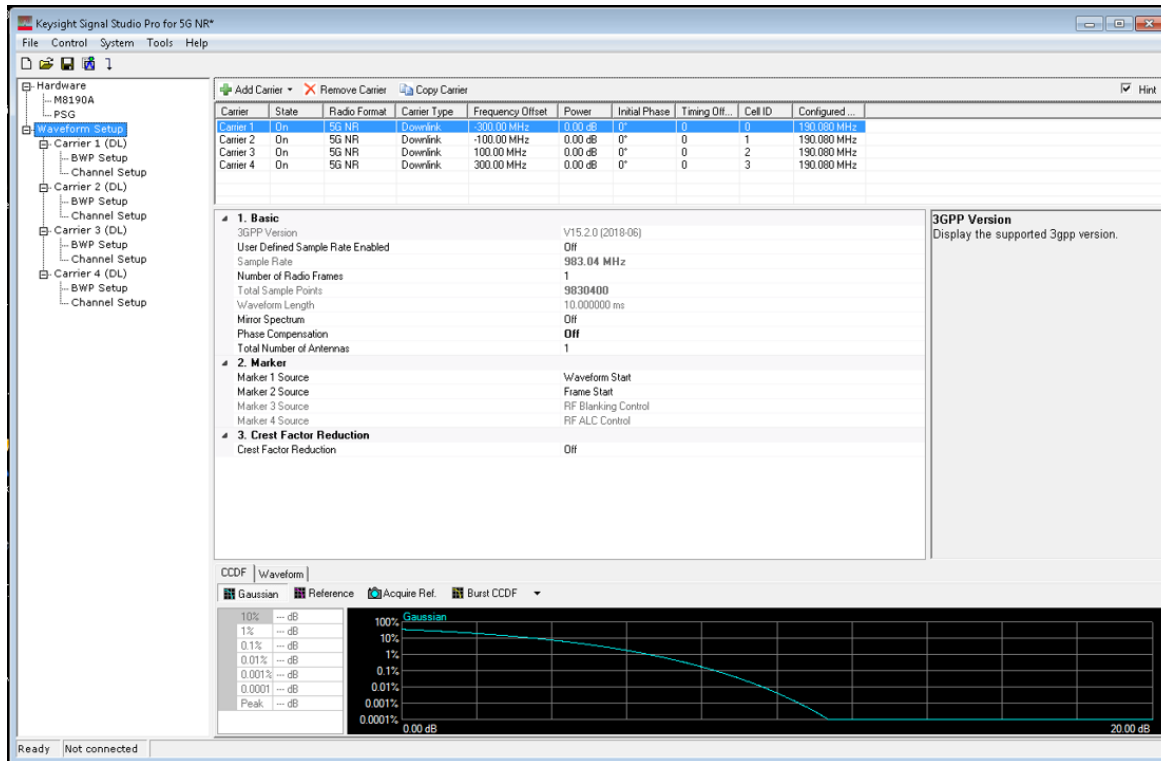 Keysight Signal Studio Pro for 5G NR*
File Control System Tools Help
Hardware
M8190A
PSG
Waveform Setup
Carrier 1 (DL)
BWP Setup
Channel Setup
Carrier 2 (DL)
BWP Setup
Channel Setup
Carrier 3 (DL)
BWP Setup
Channel Setup
Carrier 4 (DL)
BWP Setup
Channel Setup
Add Carrier Remove Carrier Copy Carrier Hint
Carrier State Radio Format Carrier Type Frequency Offset Power Initial Phase Timing Off... Cell ID Configured ...
Carrier 1 On 5G NR Downlink -300.00 MHz 0.00 dB 0° 0 0 190.080 MHz
Carrier 2 On 5G NR Downlink -100.00 MHz 0.00 dB 0° 0 1 190.080 MHz
Carrier 3 On 5G NR Downlink 100.00 MHz 0.00 dB 0° 0 2 190.080 MHz
Carrier 4 On 5G NR Downlink 300.00 MHz 0.00 dB 0° 0 3 190.080 MHz
1. Basic
3GPP Version V15.2.0 (2018-06)
User Defined Sample Rate Enabled Off
Sample Rate 983.04 MHz
Number of Radio Frames 1
Total Sample Points 9830400
Waveform Length 10.000000 ms
Mirror Spectrum Off
Phase Compensation Off
Total Number of Antennas 1
2. Marker
Marker 1 Source Waveform Start
Marker 2 Source Frame Start
Marker 3 Source RF Blanking Control
Marker 4 Source RF ALC Control
3. Crest Factor Reduction
Crest Factor Reduction Off
3GPP Version
Display the supported 3gpp version.
CCDF Waveform
Gaussian Reference Acquire Ref. Burst CCDF
10% --- dB
1% --- dB
0.1% --- dB
0.01% --- dB
0.001% --- dB
0.0001 --- dB
Peak --- dB
Gaussian
100%
10%
1%
0.1%
0.01%
0.001%
0.0001%
0.00 dB 20.00 dB
Ready Not connected